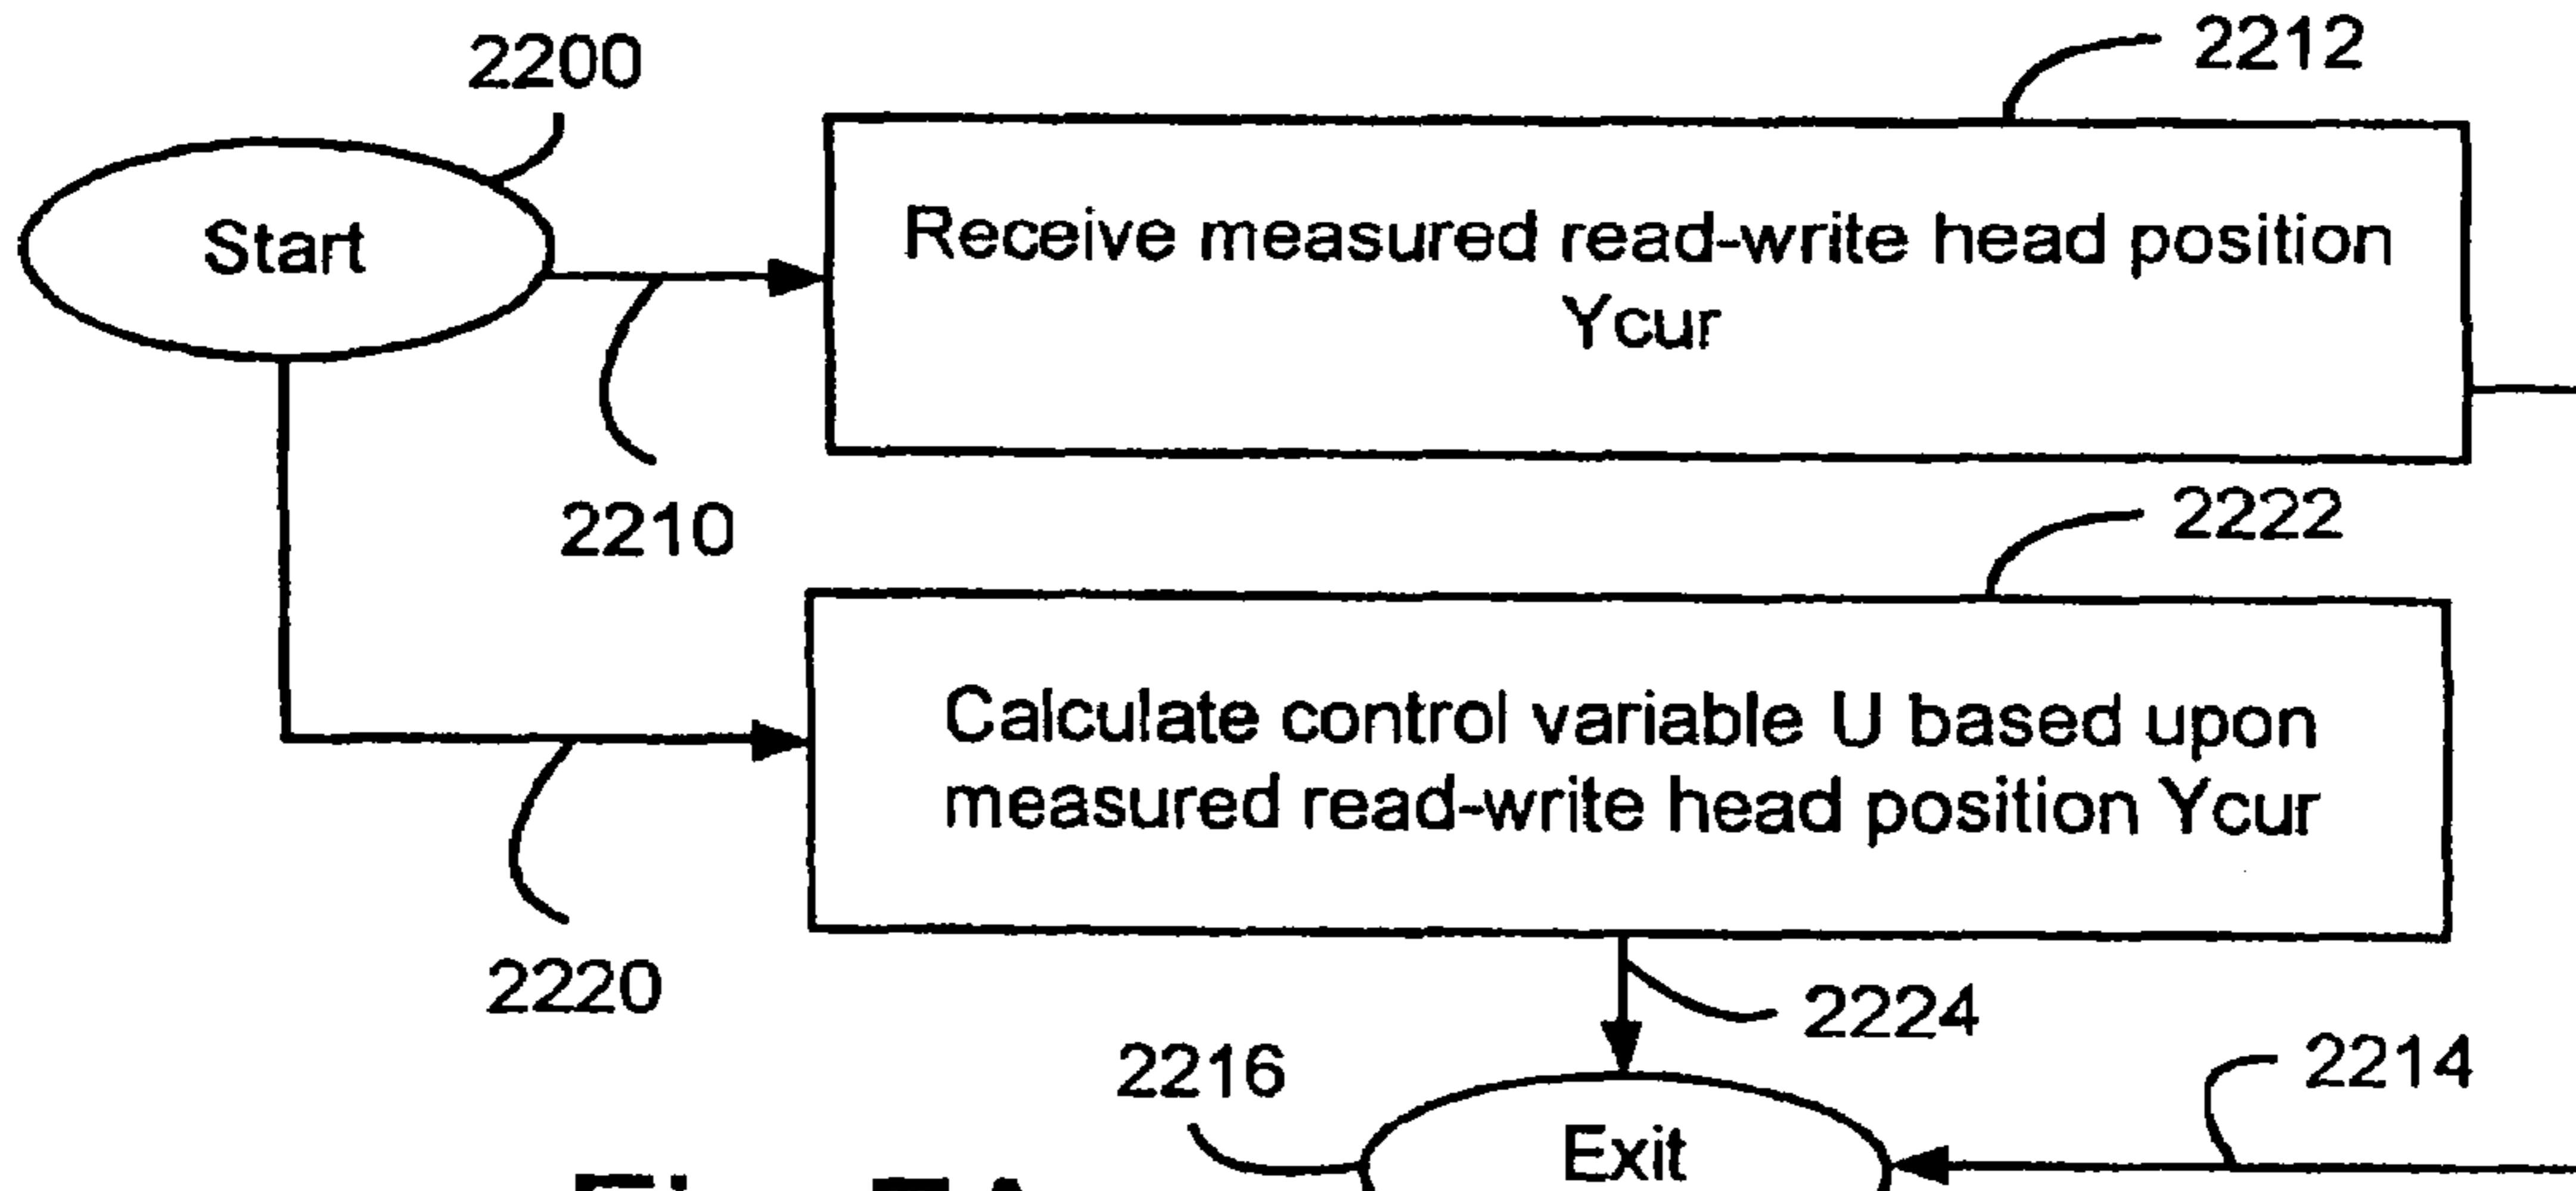 2200
2212
Start
Receive measured read-write head position
Ycur
2210
2222
Calculate control variable U based upon
measured read-write head position Ycur
2220
2224
2216
2214
Exit